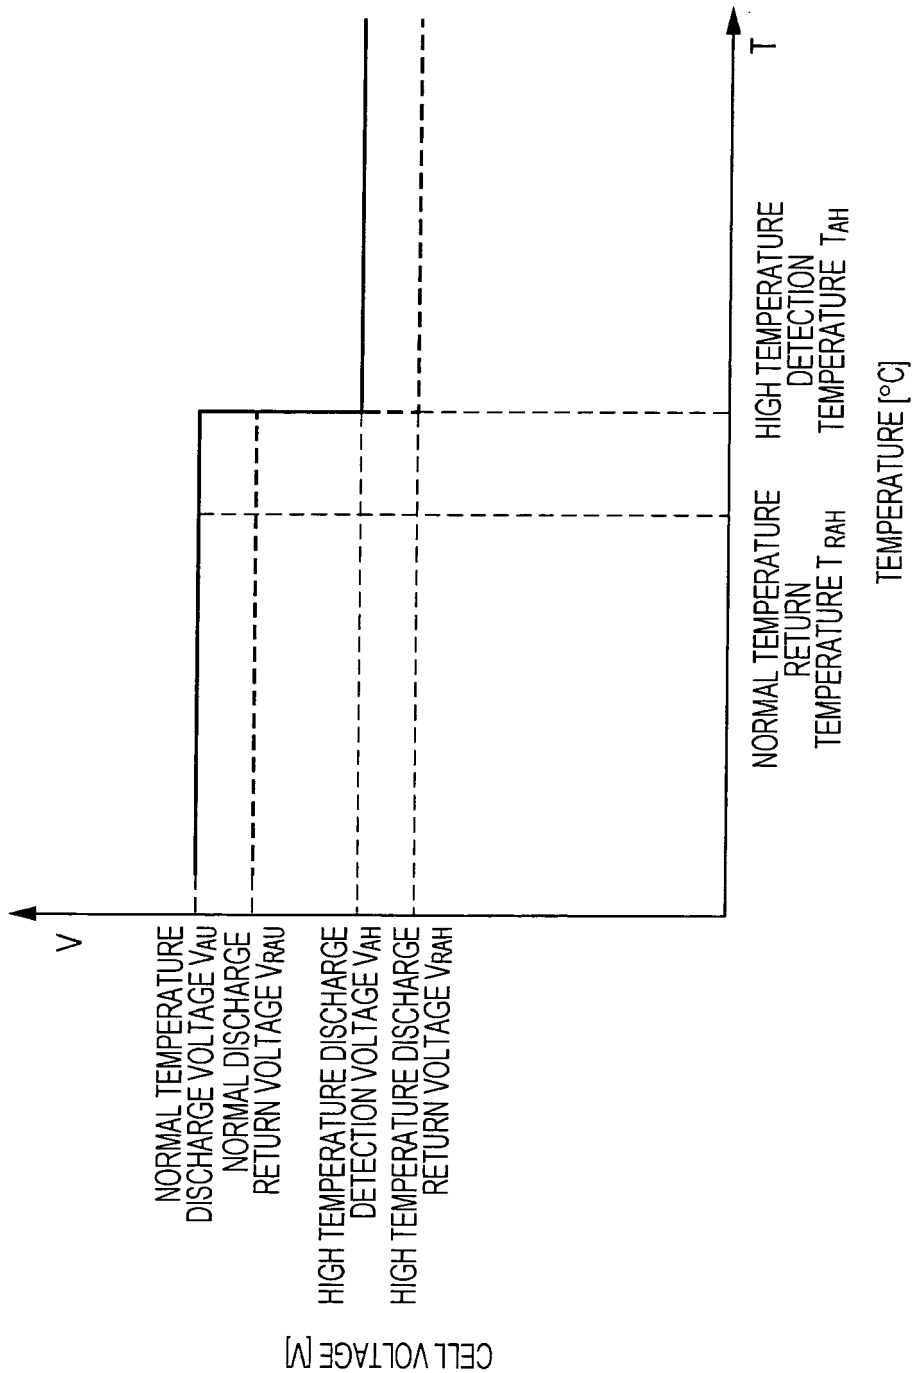 V
NORMAL TEMPERATURE
DISCHARGE VOLTAGE VAU
NORMAL DISCHARGE
RETURN VOLTAGE VRAU
HIGH TEMPERATURE DISCHARGE
DETECTION VOLTAGE VAH
HIGH TEMPERATURE DISCHARGE
RETURN VOLTAGE VRAH
CELL VOLTAGE [V]
T
NORMAL TEMPERATURE
RETURN
TEMPERATURE T RAH
HIGH TEMPERATURE
DETECTION
TEMPERATURE TAH
TEMPERATURE [°C]